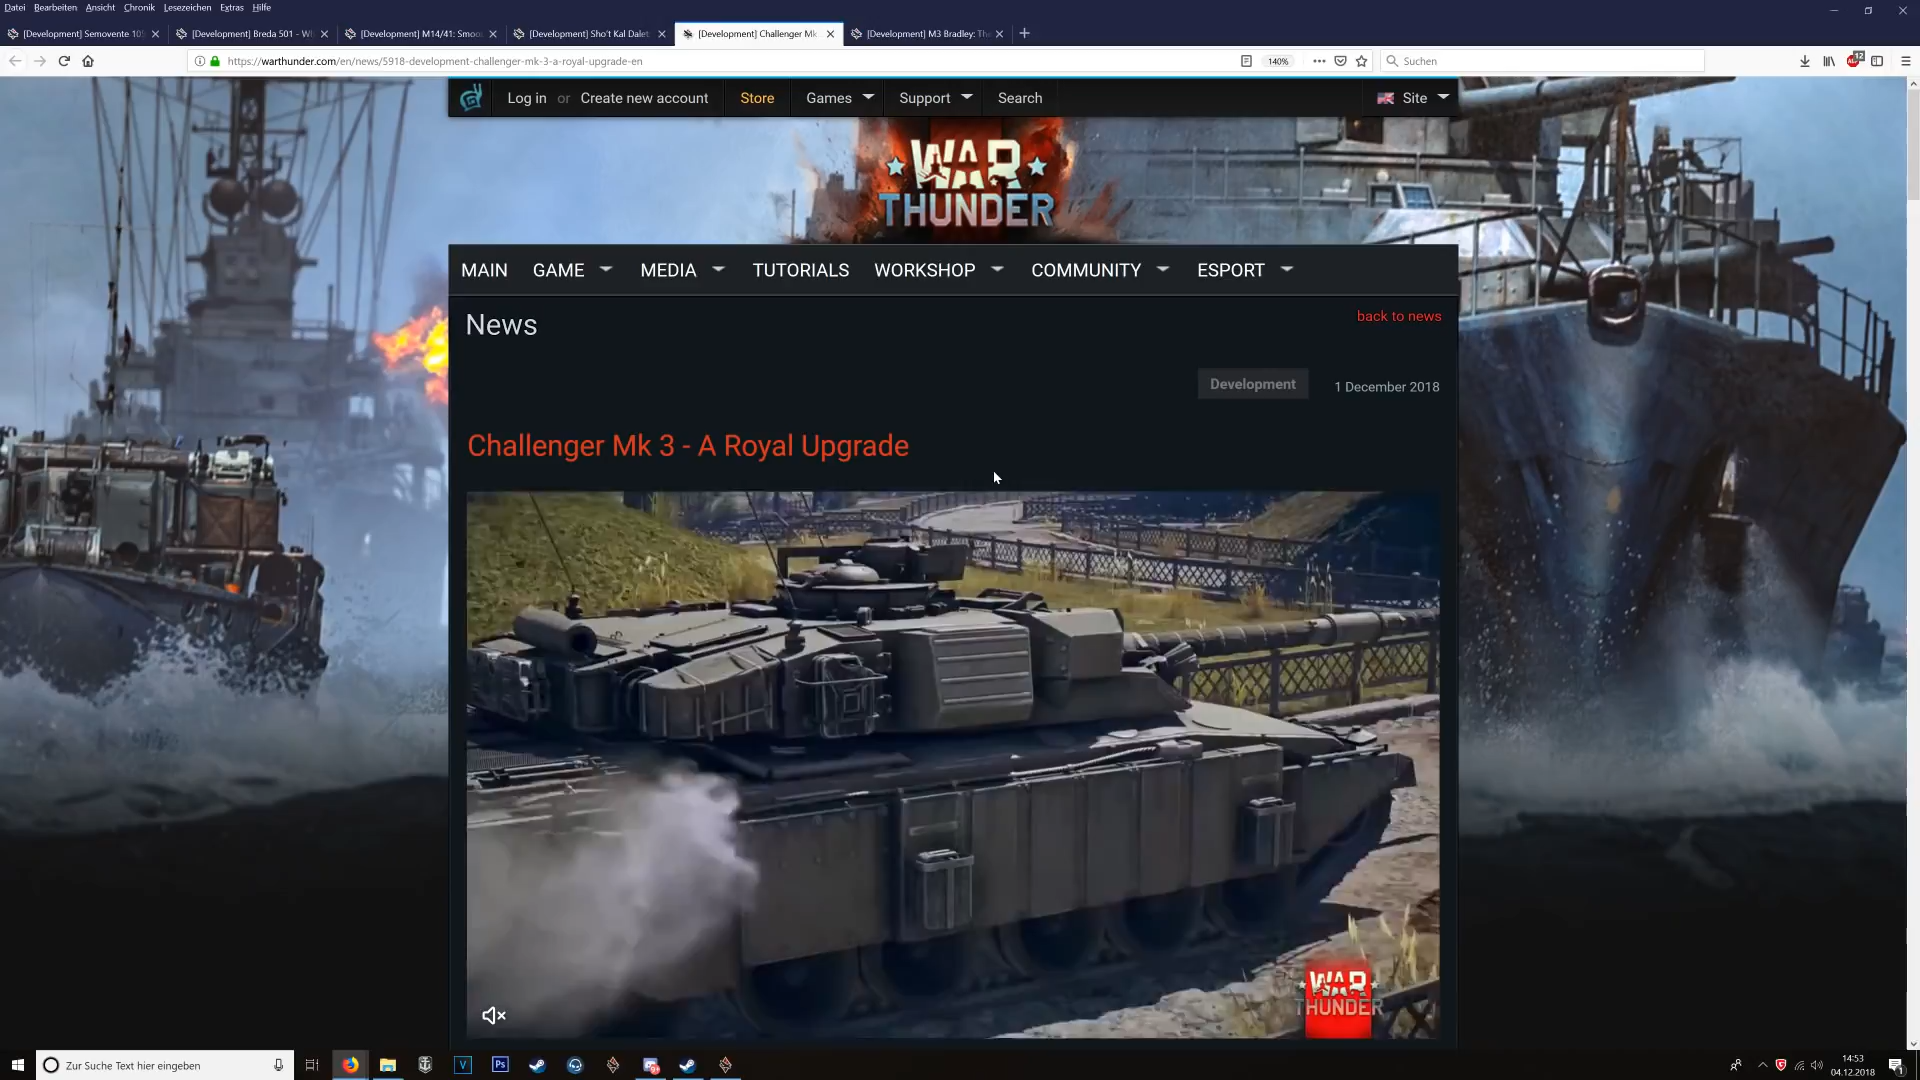 Datei Bearbeiten Ansicht Chronik Lesezeichen Extras Hilfe
[Development] Semovente 105 [Development] Breda 501 - Wh [Development] M14/41: Smoo [Development] Sho't Kal Dalet: [Development] Challenger Mk [Development] M3 Bradley: The
https://warthunder.com/en/news/5918-development-challenger-mk-3-a-royal-upgrade-en 140% Suchen
Log in or Create new account Store Games Support Search Site
WAR
THUNDER
MAIN GAME MEDIA TUTORIALS WORKSHOP COMMUNITY ESPORT
News back to news
Development 1 December 2018
Challenger Mk 3 - A Royal Upgrade
WAR
THUNDER
Zur Suche Text hier eingeben
14:53
04.12.2018